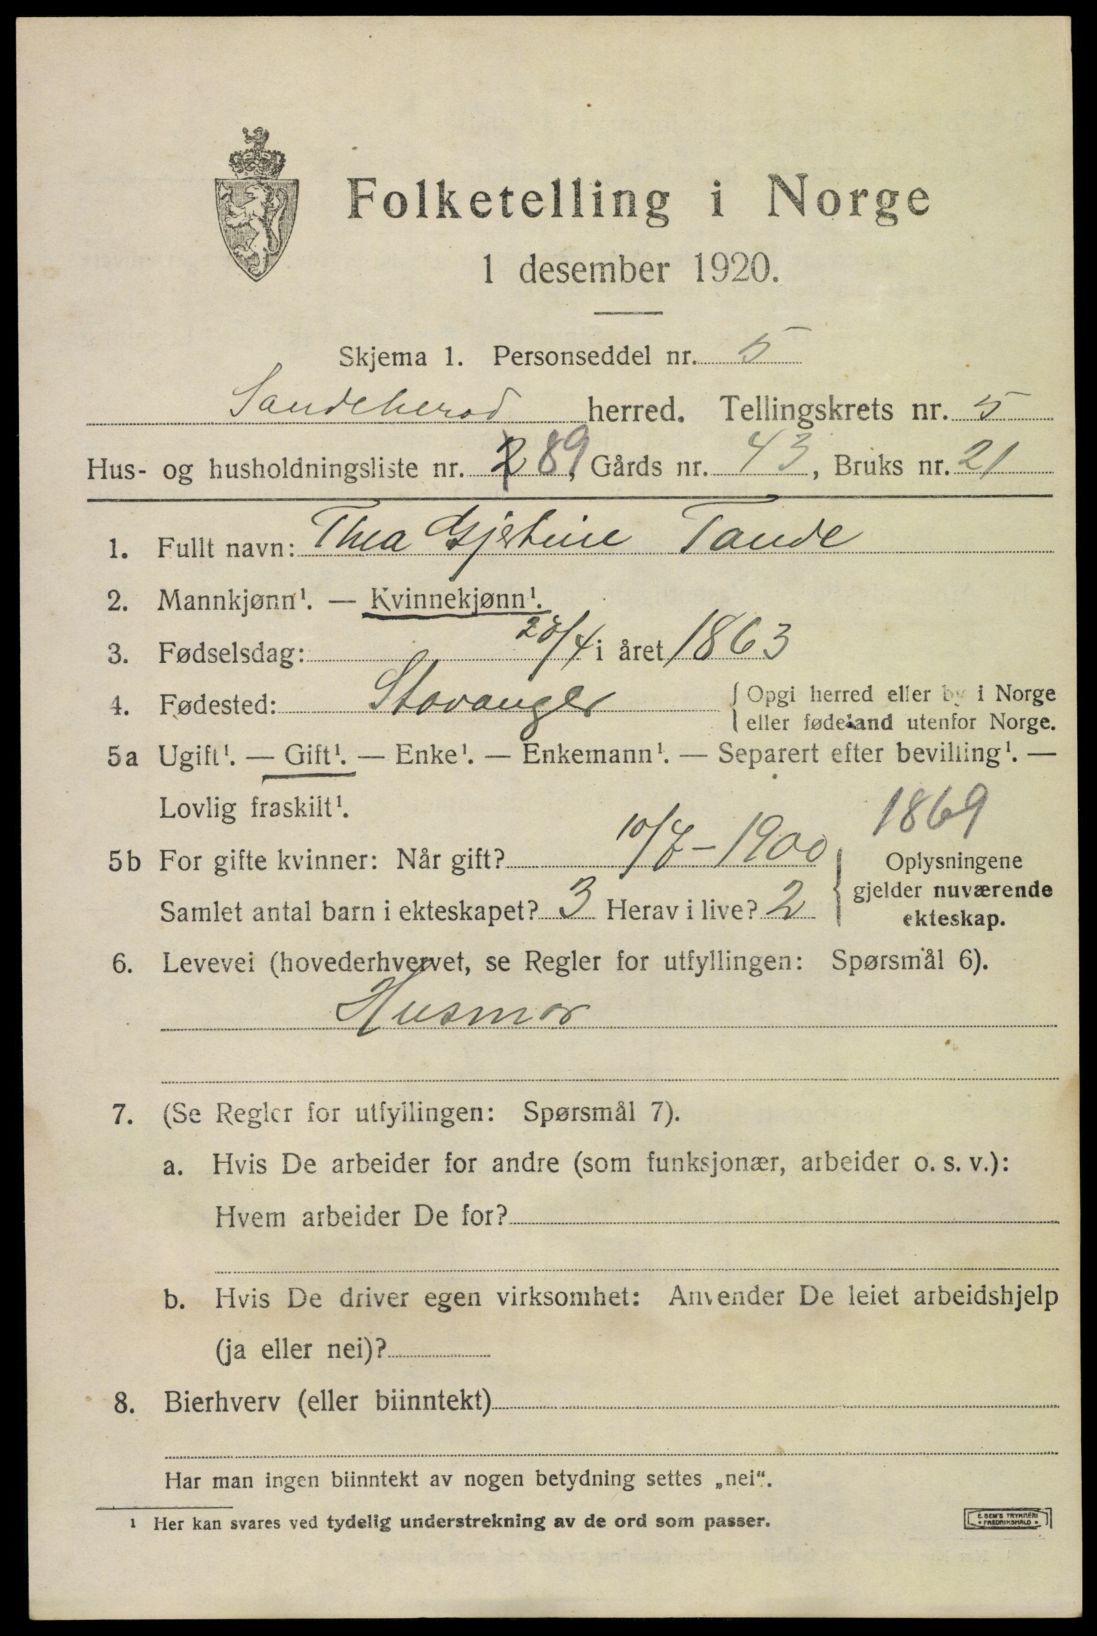 Folketelling i Norge
1 desember 1920.
Skjema 1. Personseddel nr. 5
Sandeherod herred. Tellingskrets nr. 5
Hus- og husholdningsliste nr. 89, Gårds nr. 43, Bruks nr. 21
1. Fullt navn: Thea Gjertine Tande
2. Mannkjønn¹. — Kvinnekjønn¹.
3. Fødselsdag: 28/4 i året 1863
4. Fødested: Stavanger {Opgi herred eller by i Norge
eller fødeland utenfor Norge.
5a Ugift¹. — Gift¹. — Enke¹. — Enkemann¹. — Separert efter bevilling¹. —
Lovlig fraskilt¹.
1869
5b For gifte kvinner: Når gift? 10/7 – 1900
Samlet antal barn i ekteskapet? 3 Herav i live? 2
Oplysningene
gjelder nuværende
ekteskap.
6. Levevei (hovederhvervet, se Regler for utfyllingen: Spørsmål 6).
Husmor
7. (Se Regler for utfyllingen: Spørsmål 7).
a. Hvis De arbeider for andre (som funksjonær, arbeider o. s. v.):
Hvem arbeider De for?
b. Hvis De driver egen virksomhet: Anvender De leiet arbeidshjelp
(ja eller nei)?
8. Bierhverv (eller biinntekt)
Har man ingen biinntekt av nogen betydning settes „nei“.
¹ Her kan svares ved tydelig understrekning av de ord som passer.
E. SEM'S TRYKKERI
• FREDRIKSHALD •